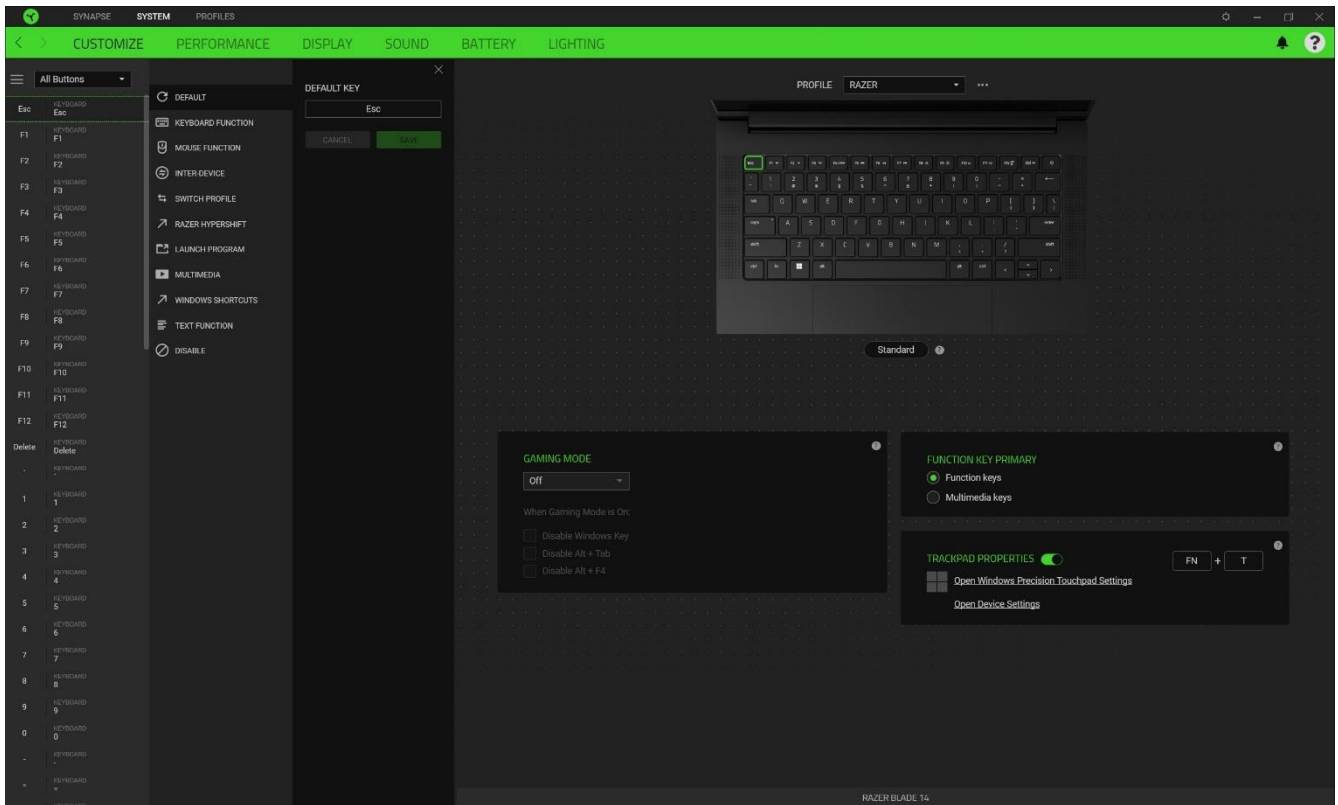 SYNAPSE SYSTEM PROFILES
CUSTOMIZE PERFORMANCE DISPLAY SOUND BATTERY LIGHTING
All Buttons
Esc KEYBOARD Esc
F1 KEYBOARD F1
F2 KEYBOARD F2
F3 KEYBOARD F3
F4 KEYBOARD F4
F5 KEYBOARD F5
F6 KEYBOARD F6
F7 KEYBOARD F7
F8 KEYBOARD F8
F9 KEYBOARD F9
F10 KEYBOARD F10
F11 KEYBOARD F11
F12 KEYBOARD F12
Delete KEYBOARD Delete
KEYBOARD
1 KEYBOARD 1
2 KEYBOARD 2
3 KEYBOARD 3
4 KEYBOARD 4
5 KEYBOARD 5
6 KEYBOARD 6
7 KEYBOARD 7
8 KEYBOARD 8
9 KEYBOARD 9
0 KEYBOARD 0
- KEYBOARD -
= KEYBOARD =
DEFAULT
KEYBOARD FUNCTION
MOUSE FUNCTION
INTER-DEVICE
SWITCH PROFILE
RAZER HYPERSHIFT
LAUNCH PROGRAM
MULTIMEDIA
WINDOWS SHORTCUTS
TEXT FUNCTION
DISABLE
DEFAULT KEY
Esc
CANCEL SAVE
PROFILE RAZER
Q W E R T Y U I O P
A S D F G H J K L
Z X C V B N M
Standard
GAMING MODE
Off
When Gaming Mode is On:
Disable Windows Key
Disable Alt + Tab
Disable Alt + F4
FUNCTION KEY PRIMARY
Function keys
Multimedia keys
TRACKPAD PROPERTIES FN + T
Open Windows Precision Touchpad Settings
Open Device Settings
RAZER BLADE 14